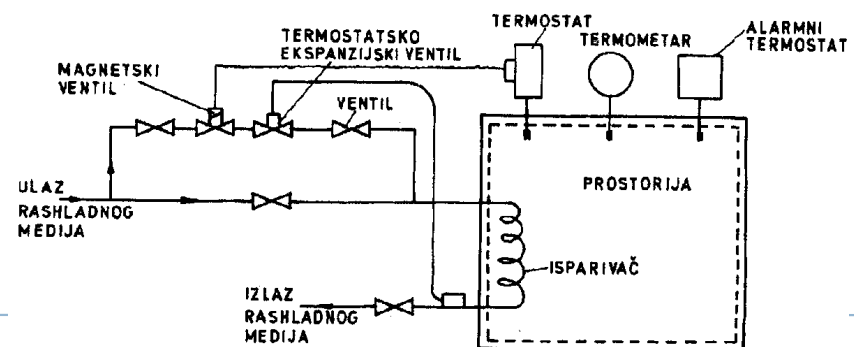 TERMOSTATSKO
EKSPANZIJSKI VENTIL
TERMOSTAT
TERMOMETAR
ALARMNI
TERMOSTAT
MAGNETSKI
VENTIL
VENTIL
ULAZ
RASHLADNOG
MEDIJA
PROSTORIJA
ISPARIVAČ
IZLAZ
RASHLADNOG
MEDIJA